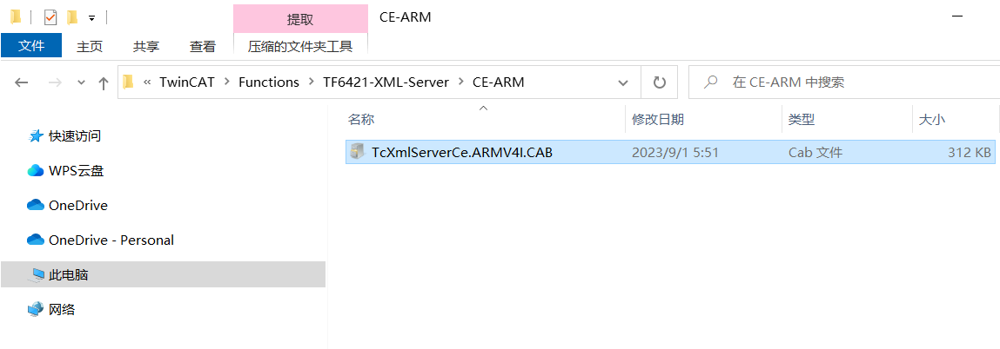 提取 CE-ARM
文件 主页 共享 查看 压缩的文件夹工具
« TwinCAT > Functions > TF6421-XML-Server > CE-ARM 在 CE-ARM 中搜索
名称 修改日期 类型 大小
TcXmlServerCe.ARMV4I.CAB 2023/9/1 5:51 Cab 文件 312 KB
快速访问
WPS云盘
OneDrive
OneDrive - Personal
此电脑
网络